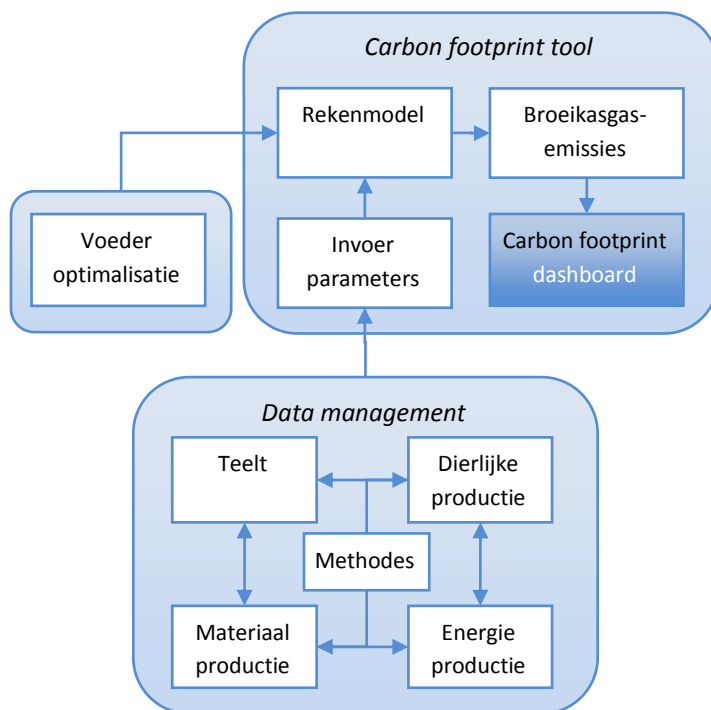 Carbon footprint tool
Rekenmodel
Broeikasgas-
emissies
Voeder
optimalisatie
Invoer
parameters
Carbon footprint
dashboard
Data management
Teelt
Dierlijke
productie
Methodes
Materiaal
productie
Energie
productie